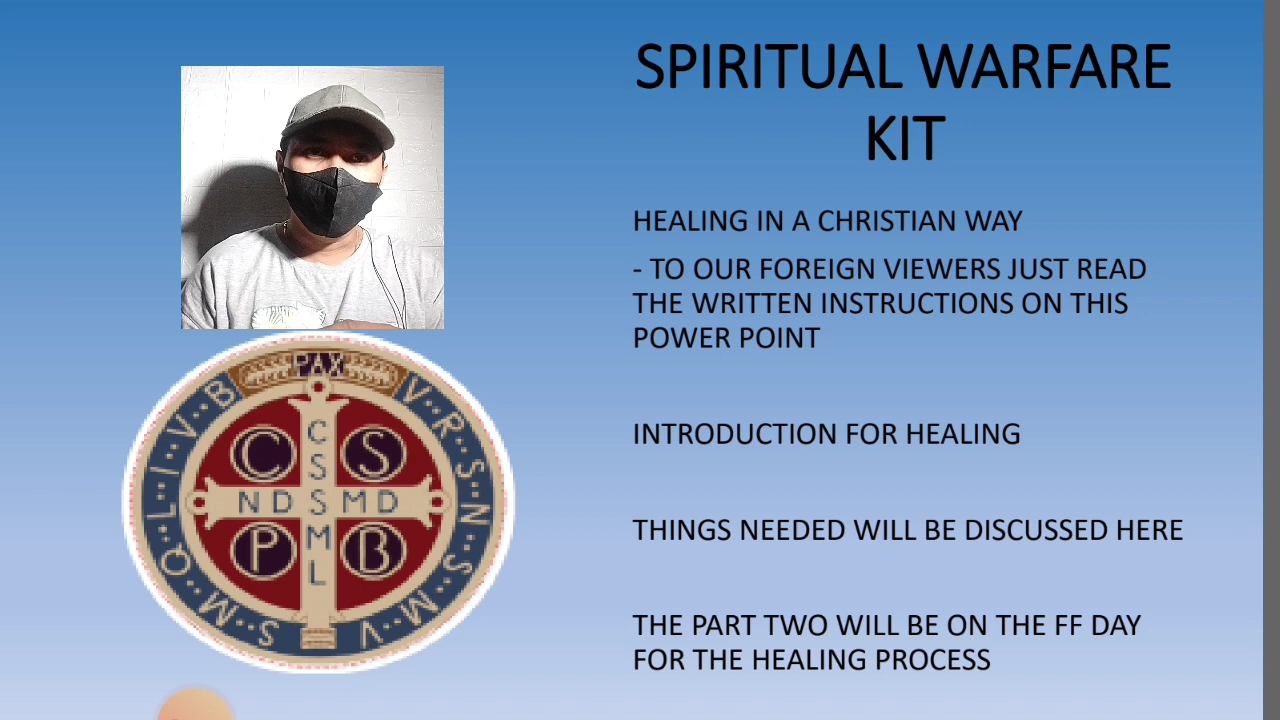 SPIRITUAL WARFARE
KIT
HEALING IN A CHRISTIAN WAY
- TO OUR FOREIGN VIEWERS JUST READ
THE WRITTEN INSTRUCTIONS ON THIS
POWER POINT
INTRODUCTION FOR HEALING
THINGS NEEDED WILL BE DISCUSSED HERE
THE PART TWO WILL BE ON THE FF DAY
FOR THE HEALING PROCESS
PAX
V··R··S··N··S··M··V··S··M··Q··L··I··V··B
C S
P B
C
S
N D S M D
M
L